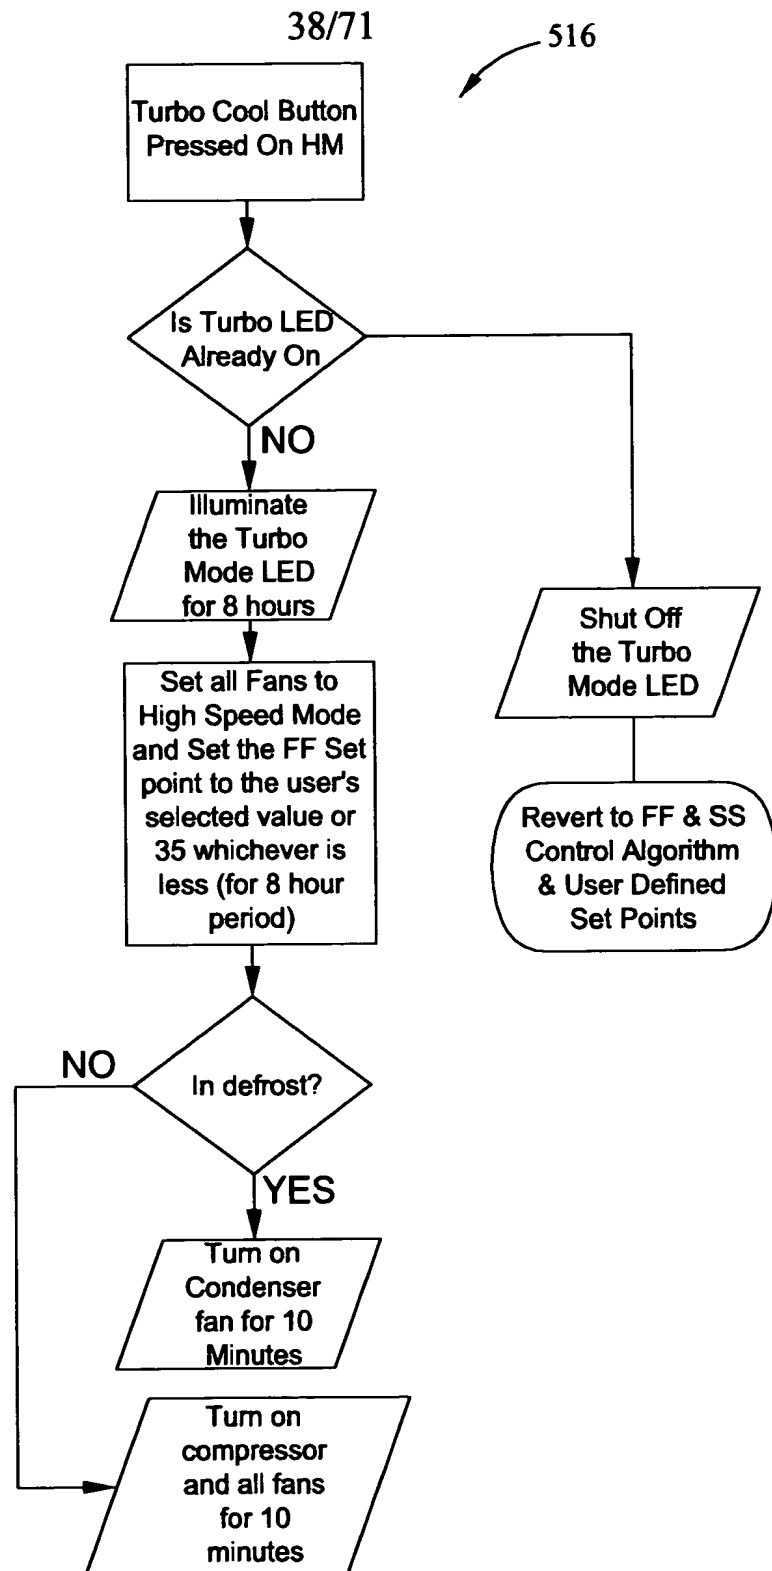 38/71
516
Turbo Cool Button
Pressed On HM
Is Turbo LED
Already On
NO
Illuminate
the Turbo
Mode LED
for 8 hours
Shut Off
the Turbo
Mode LED
Set all Fans to
High Speed Mode
and Set the FF Set
point to the user's
selected value or
35 whichever is
less (for 8 hour
period)
Revert to FF & SS
Control Algorithm
& User Defined
Set Points
In defrost?
NO
YES
Turn on
Condenser
fan for 10
Minutes
Turn on
compressor
and all fans
for 10
minutes